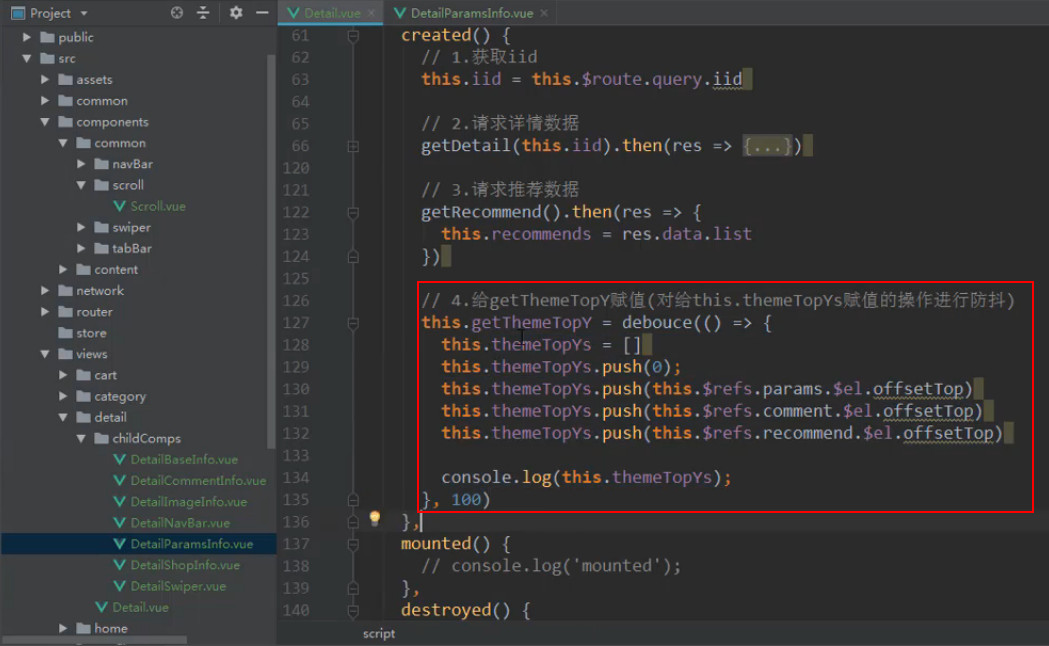 Project
Detail.vue
DetailParamsInfo.vue
public
src
assets
common
components
common
navBar
scroll
Scroll.vue
swiper
tabBar
content
network
router
store
views
cart
category
detail
childComps
DetailBaseInfo.vue
DetailCommentInfo.vue
DetailImageInfo.vue
DetailNavBar.vue
DetailParamsInfo.vue
DetailShopInfo.vue
DetailSwiper.vue
Detail.vue
home
61 created() {
62 // 1.获取iid
63 this.iid = this.$route.query.iid
64
65 // 2.请求详情数据
66 getDetail(this.iid).then(res => {...})
120
121 // 3.请求推荐数据
122 getRecommend().then(res => {
123 this.recommends = res.data.list
124 })
125
126 // 4.给getThemeTopY赋值(对给this.themeTopYs赋值的操作进行防抖)
127 this.getThemeTopY = debouce(() => {
128 this.themeTopYs = []
129 this.themeTopYs.push(0);
130 this.themeTopYs.push(this.$refs.params.$el.offsetTop)
131 this.themeTopYs.push(this.$refs.comment.$el.offsetTop)
132 this.themeTopYs.push(this.$refs.recommend.$el.offsetTop)
133
134 console.log(this.themeTopYs);
135 }, 100)
136 },
137 mounted() {
138 // console.log('mounted');
139 },
140 destroyed() {
script